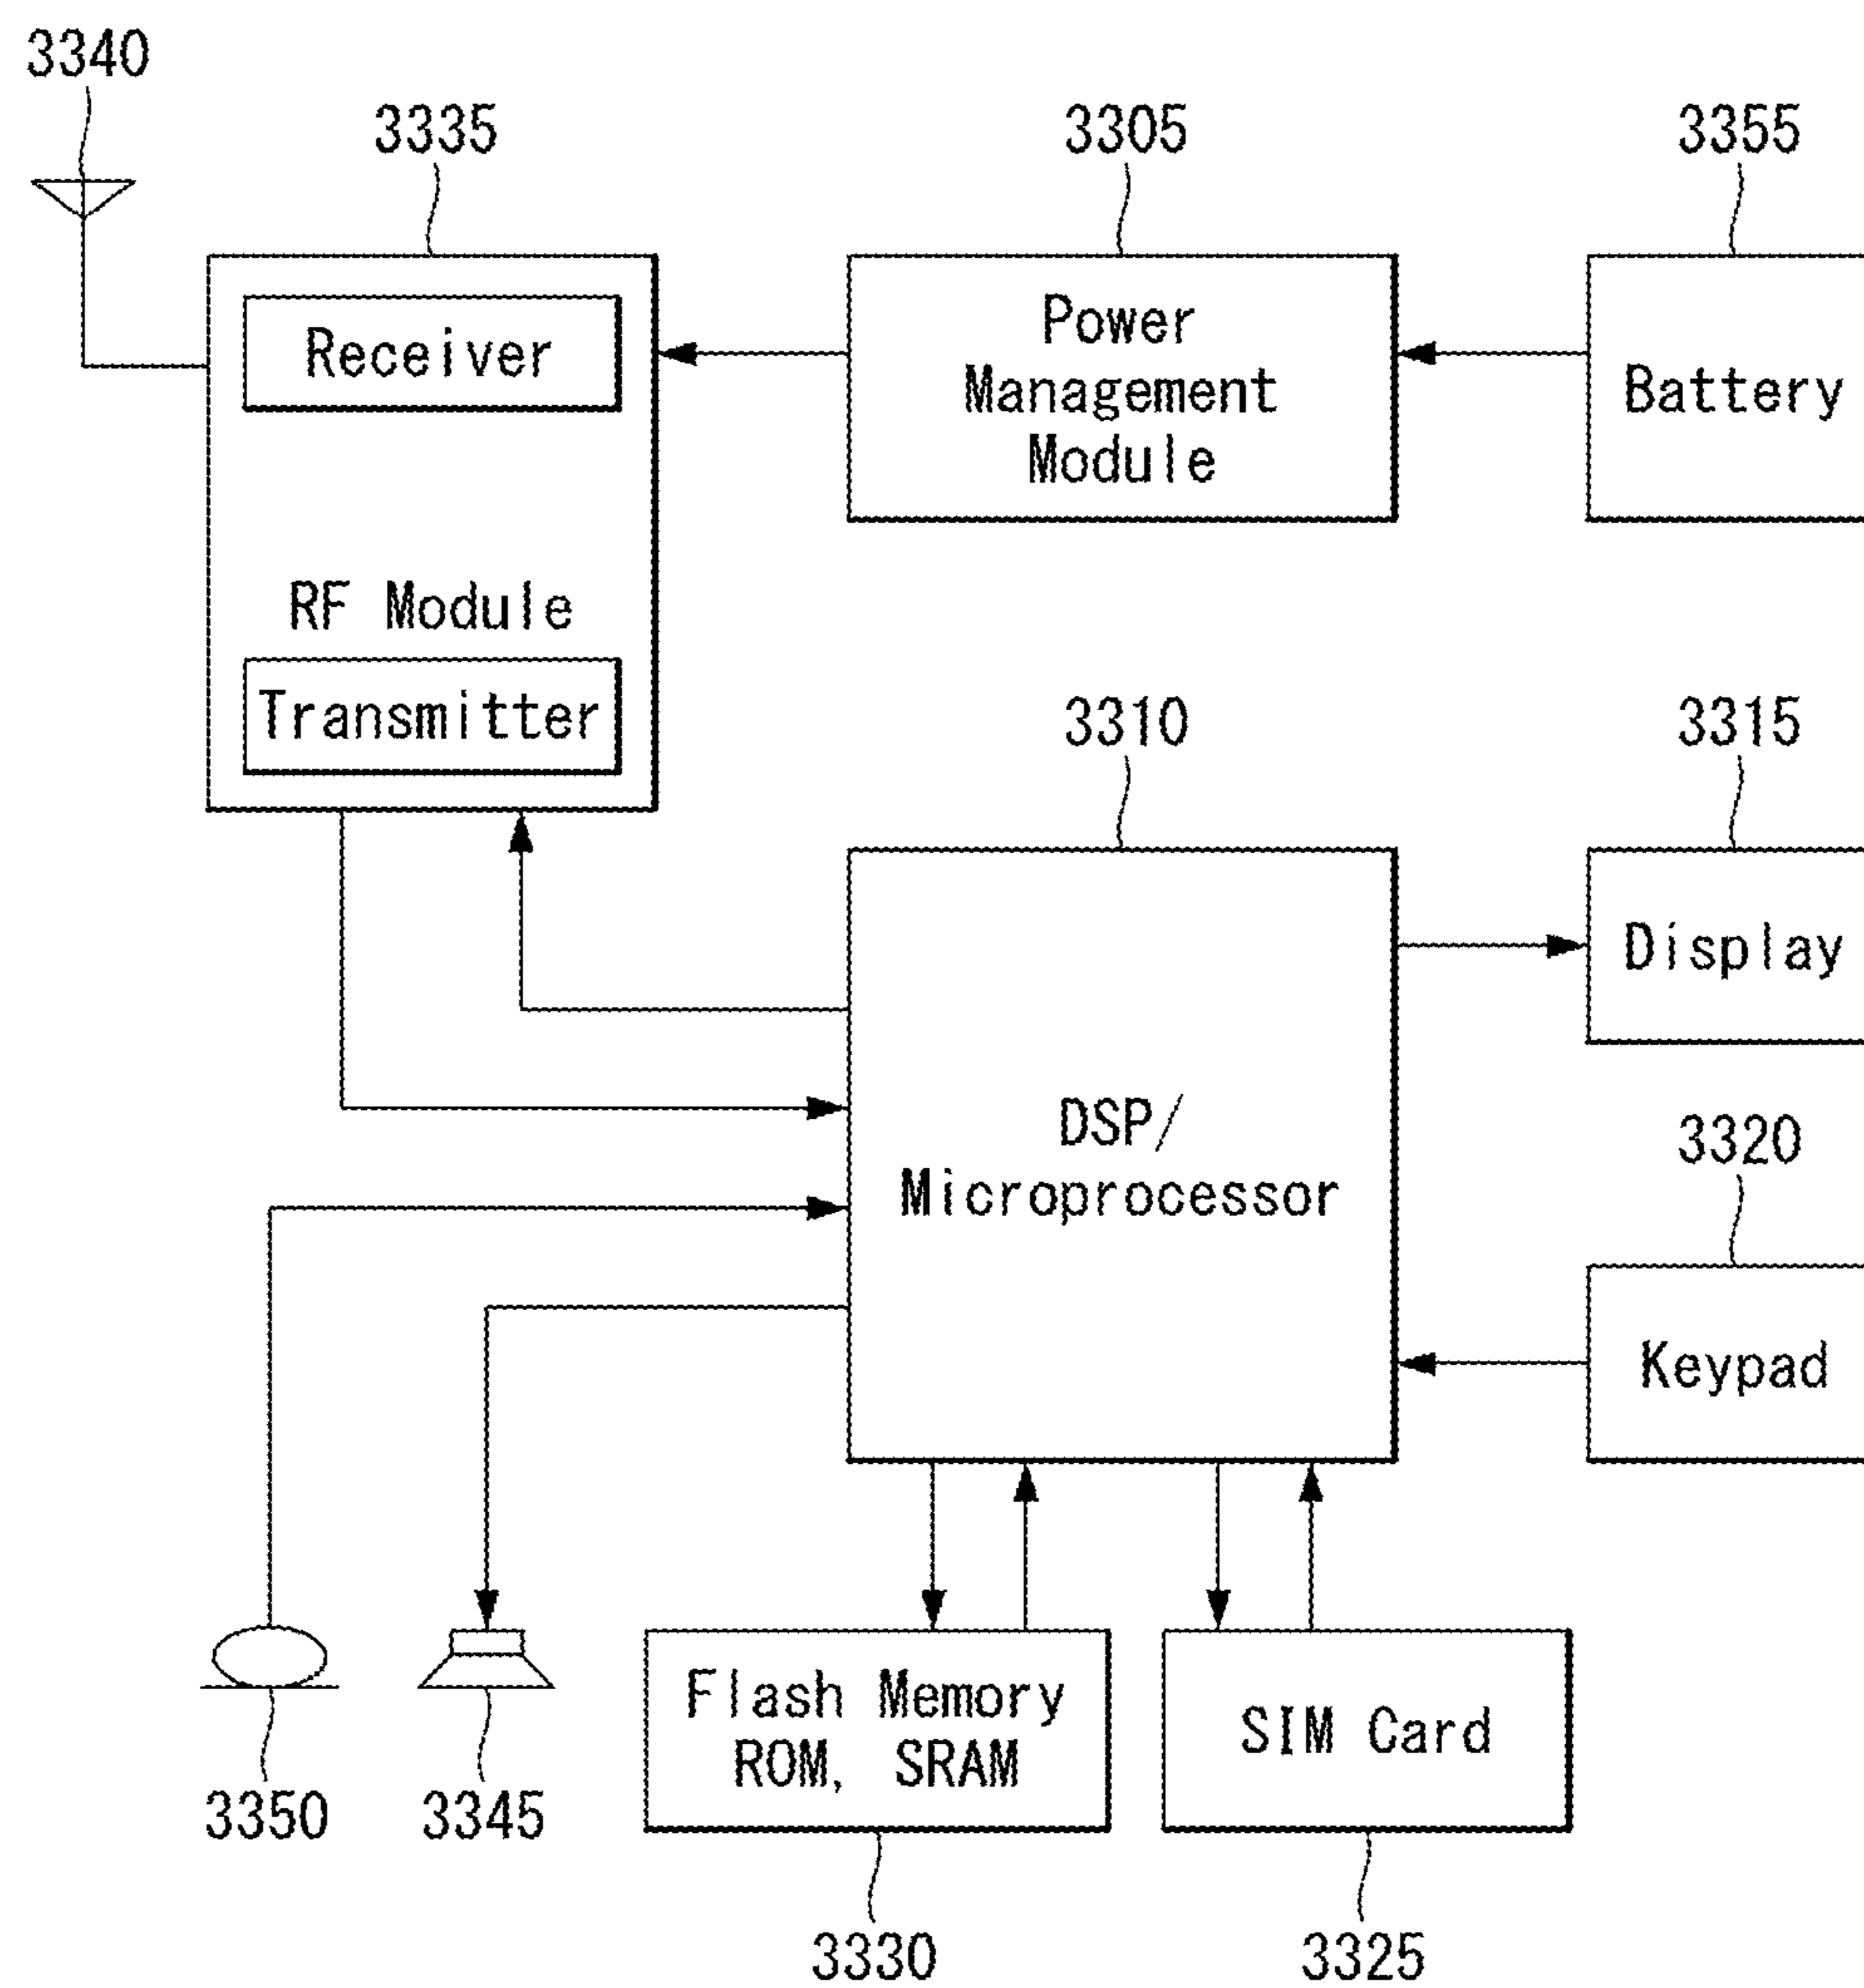 3340
3335
3305
3355
Receiver
RF Module
Transmitter
Power
Management
Module
Battery
3310
3315
DSP/
Microprocessor
Display
3320
Keypad
Flash Memory
ROM, SRAM
SIM Card
3350
3345
3330
3325